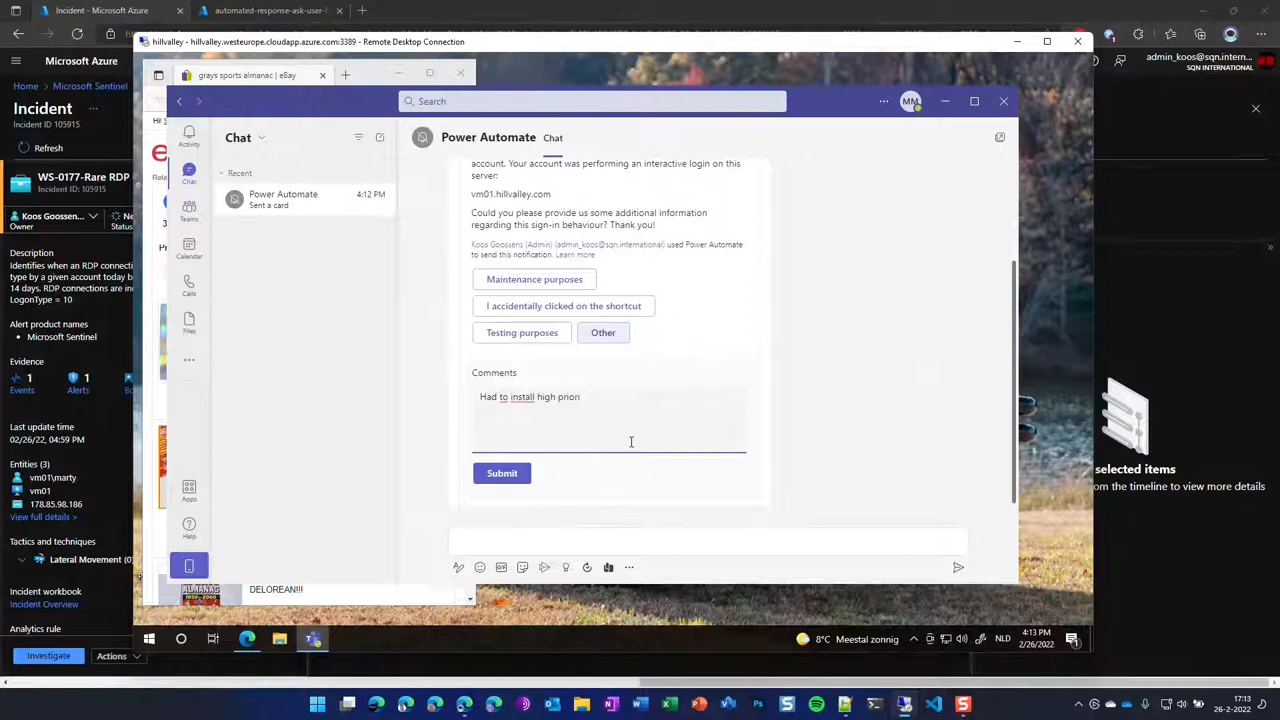 automated-response-ask-user-
hillvalley - hillvalley.westeurope.cloudapp.azure.com:3389 - Remote Desktop Connection
Microsoft Azure
admin_koos@sqn.intern...
SQN INTERNATIONAL
grays sports almanac | eBay
Home
Microsoft Sentinel
Search
MM
Incident
Incident ID 105915
Refresh
Hi! S
Rela
WS-0177-Rare RDP
Incident ID: 105915
Koos Goossens...
Owner
Status
Description
Identifies when an RDP connection
type by a given account today b
14 days. RDP connections are in
LogonType = 10
Alert product names
• Microsoft Sentinel
Evidence
1
Events
1
Alerts
0
Last update time
02/26/22, 04:59 PM
Entities (3)
vm01\marty
vm01
178.85.98.186
View full details >
Tactics and techniques
Lateral Movement (0)
Incident workbook
Incident Overview
Analytics rule
Investigate
Actions
Activity
Chat
Teams
Calendar
Calls
Files
Apps
Help
Chat
Recent
Power Automate
4:12 PM
Sent a card
Power Automate
Chat
account. Your account was performing an interactive login on this
server:
vm01.hillvalley.com
Could you please provide us some additional information
regarding this sign-in behaviour? Thank you!
Koos Goossens (Admin) (admin_koos@sqn.international) used Power Automate
to send this notification. Learn more
Maintenance purposes
I accidentally clicked on the shortcut
Testing purposes
Other
Comments
Had to install high priori
Submit
ALMANAC
1950-2000
DELOREAN!!!
selected items
from the timeline to view more details
8°C Meestal zonnig
NLD
4:13 PM
2/26/2022
17:13
26-2-2022